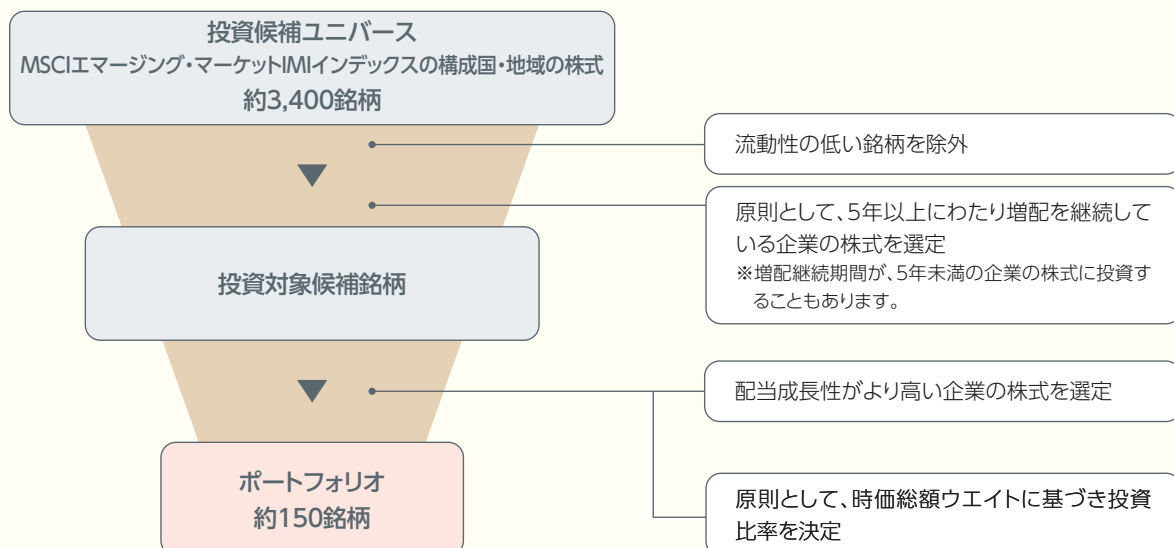 投資候補ユニバース
MSCIエマージング・マーケットIMIインデックスの構成国・地域の株式
約3,400銘柄
流動性の低い銘柄を除外
原則として、5年以上にわたり増配を継続して
いる企業の株式を選定
※増配継続期間が、5年未満の企業の株式に投資す
ることもあります。
投資対象候補銘柄
配当成長性がより高い企業の株式を選定
ポートフォリオ
約150銘柄
原則として、時価総額ウエイトに基づき投資
比率を決定